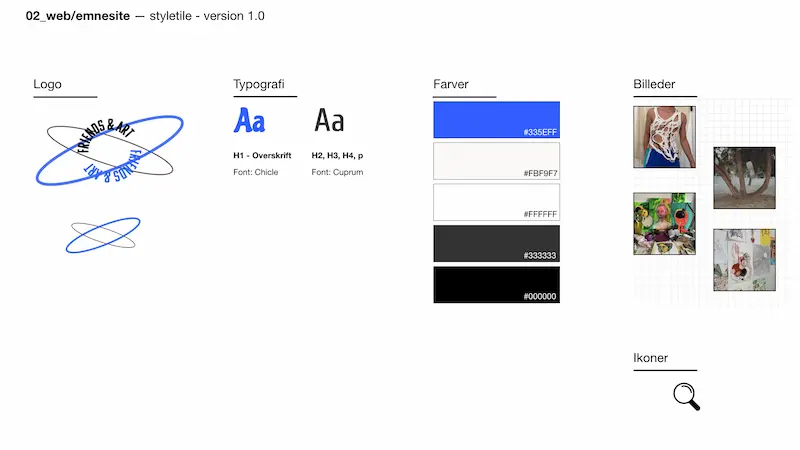 02_web/emnesite — styletile - version 1.0
Logo
FRIENDS & ART
FRIENDS & ART
Typografi
Aa
Aa
H1 - Overskrift
H2, H3, H4, p
Font: Chicle
Font: Cuprum
Farver
#335EFF
#FBF9F7
#FFFFFF
#333333
#000000
Billeder
Ikoner